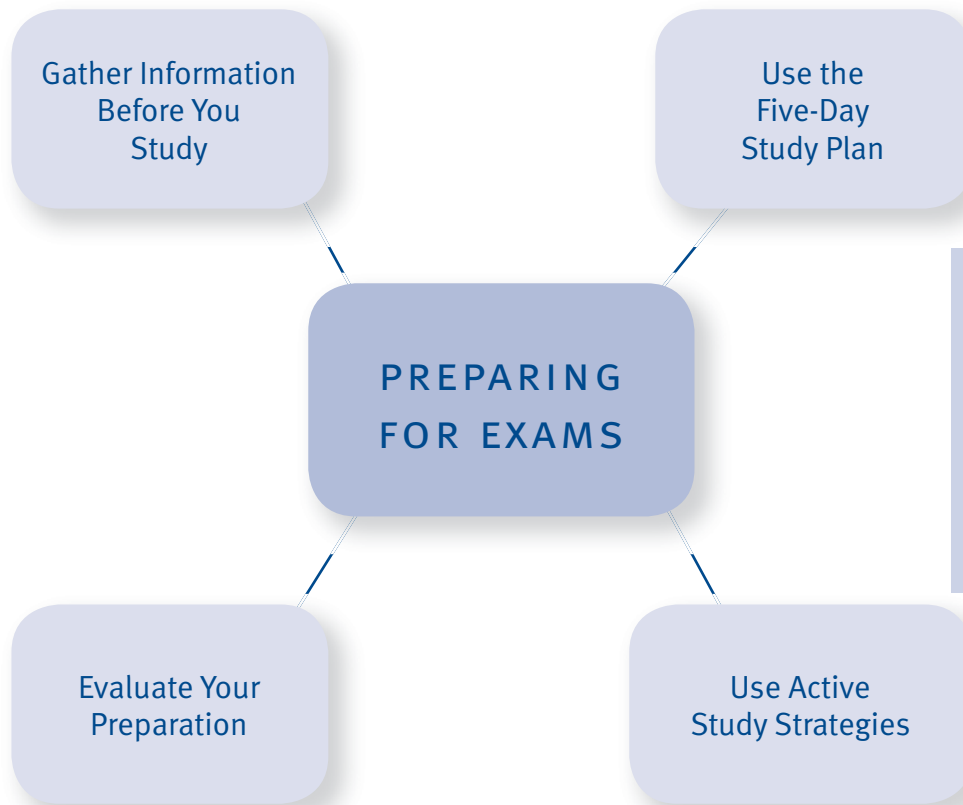 Gather Information
Before You
Study
Use the
Five-Day
Study Plan
PREPARING
FOR EXAMS
Evaluate Your
Preparation
Use Active
Study Strategies